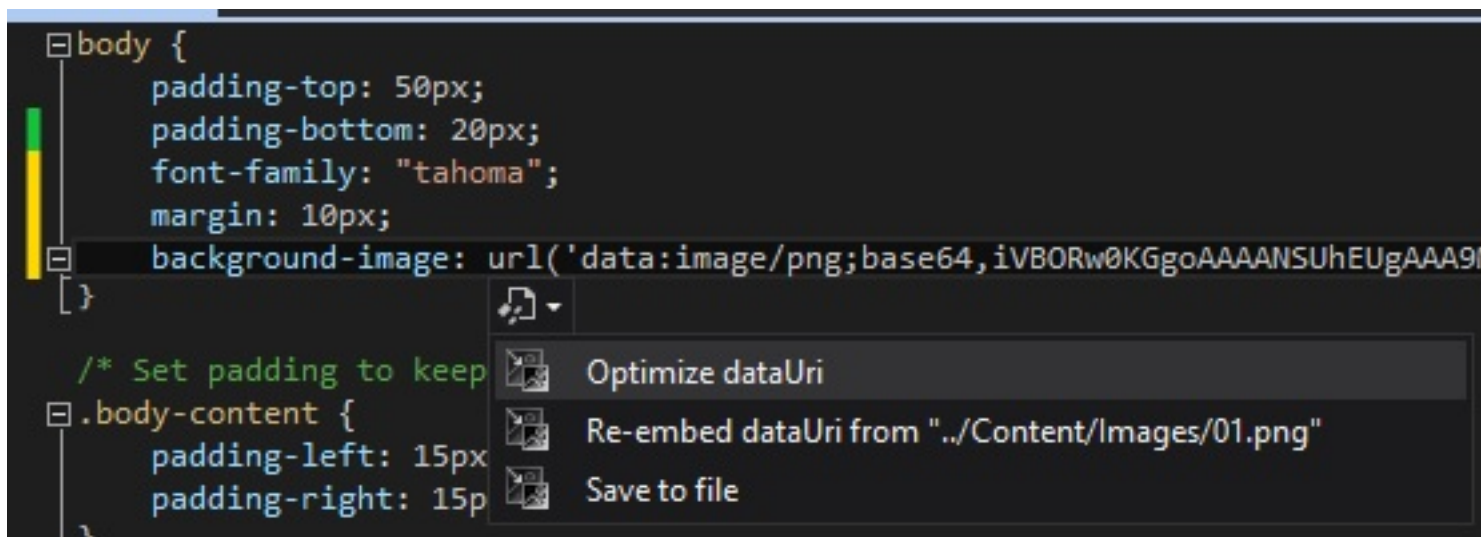 body {
padding-top: 50px;
padding-bottom: 20px;
font-family: "tahoma";
margin: 10px;
background-image: url('data:image/png;base64,iVBORw0KGgoAAAANSUhEUgAAA9
}
/* Set padding to keep
Optimize dataUri
.body-content {
Re-embed dataUri from "../Content/Images/01.png"
padding-left: 15px
padding-right: 15p
Save to file
}